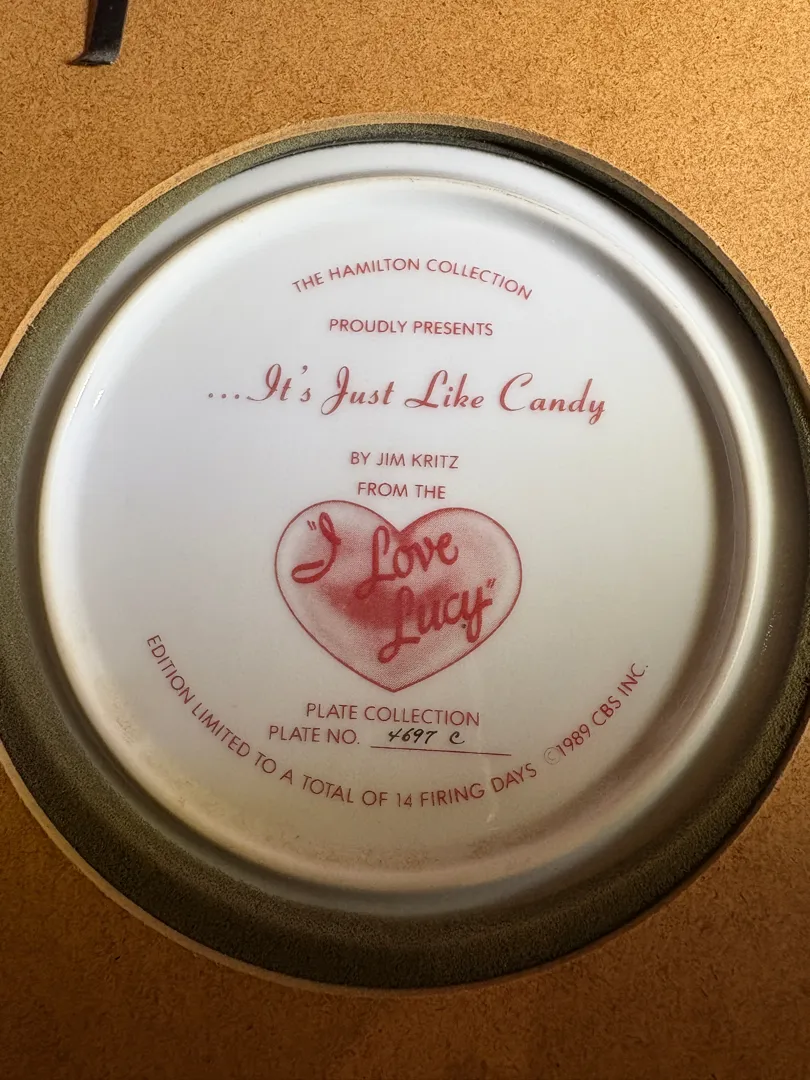 THE HAMILTON COLLECTION
PROUDLY PRESENTS
...It's Just Like Candy
BY JIM KRITZ
FROM THE
"I Love
Lucy"
PLATE COLLECTION
PLATE NO. 4697 C
EDITION LIMITED TO A TOTAL OF 14 FIRING DAYS ©1989 CBS INC.